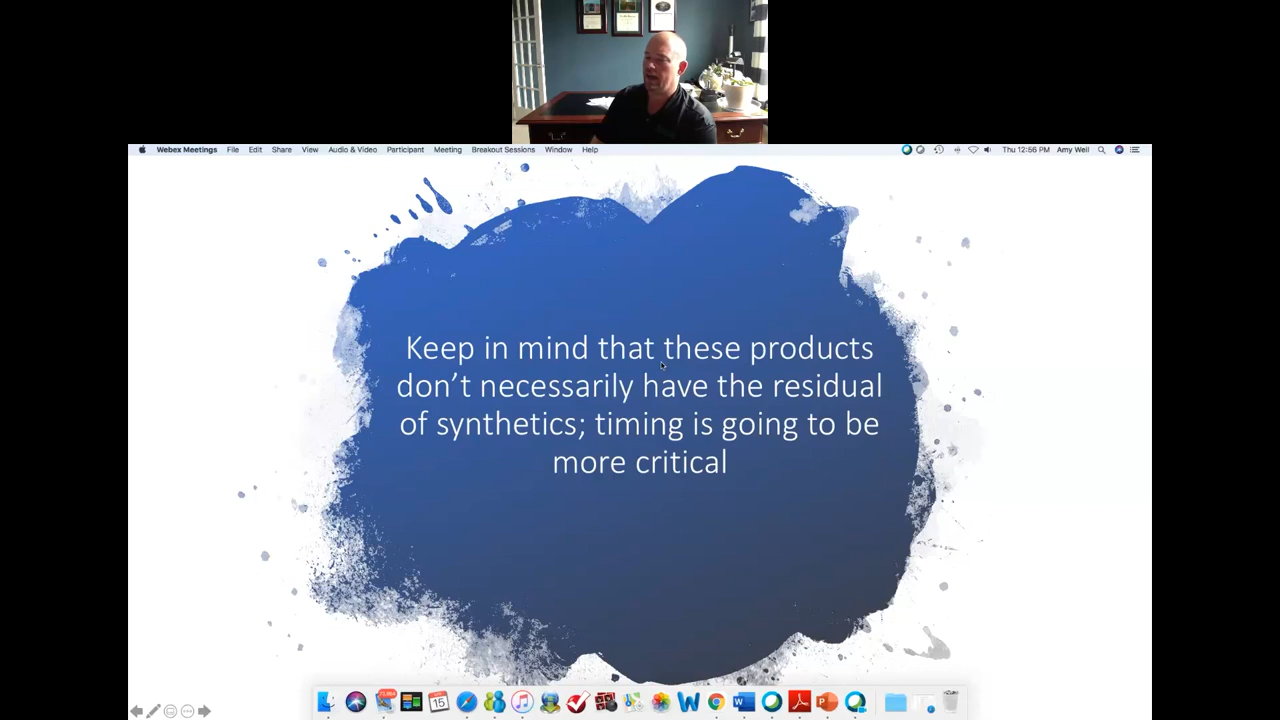 Webex Meetings File Edit Share View Audio & Video Participant Meeting Breakout Sessions Window Help Thu 12:56 PM Amy Weil
Keep in mind that these products
don't necessarily have the residual
of synthetics; timing is going to be
more critical
15